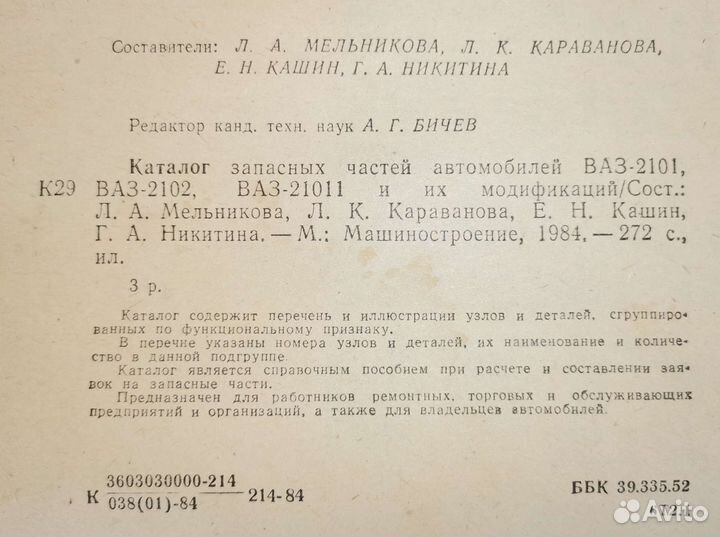 Составители: Л. А. МЕЛЬНИКОВА, Л. К. КАРАВАНОВА,
Е. Н. КАШИН, Г. А. НИКИТИНА
Редактор канд. техн. наук А. Г. БИЧЕВ
Каталог запасных частей автомобилей ВАЗ-2101,
К29 ВАЗ-2102, ВАЗ-21011 и их модификаций/Сост.:
Л. А. Мельникова, Л. К. Караванова, Е. Н. Кашин,
Г. А. Никитина. — М.: Машиностроение, 1984. — 272 с.,
ил.
3 р.
Каталог содержит перечень и иллюстрации узлов и деталей, сгруппиро-
ванных по функциональному признаку.
В перечне указаны номера узлов и деталей, их наименование и количе-
ство в данной подгруппе.
Каталог является справочным пособием при расчете и составлении зая-
вок на запасные части.
Предназначен для работников ремонтных, торговых и обслуживающих
предприятий и организаций, а также для владельцев автомобилей.
К 3603030000-214
038(01)-84 214-84
ББК 39.335.52
6Т2.1
Avito